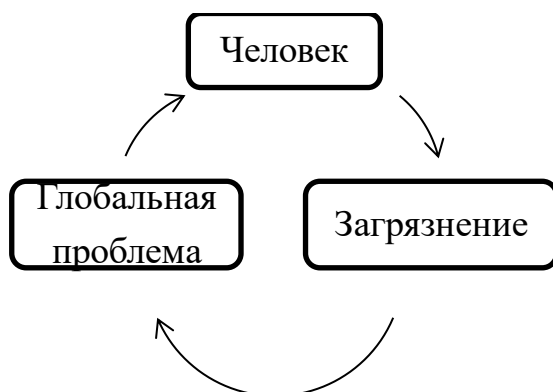 Человек
Глобальная
проблема
Загрязнение